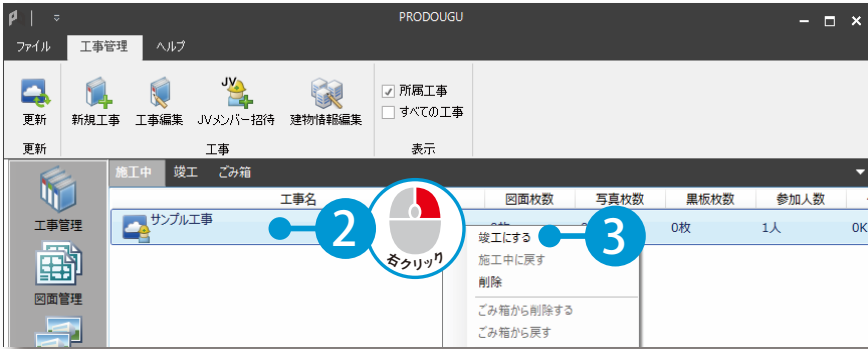 PRODOUGU
ファイル 工事管理 ヘルプ
更新 新規工事 工事編集 JVメンバー招待 建物情報編集
所属工事
すべての工事
更新 工事 表示
施工中 竣工 ごみ箱
工事名 図面枚数 写真枚数 黒板枚数 参加人数
サンプル工事 0枚 1人 0K
2
右クリック
竣工にする
3
施工中に戻す
削除
ごみ箱から削除する
ごみ箱から戻す
工事管理
図面管理